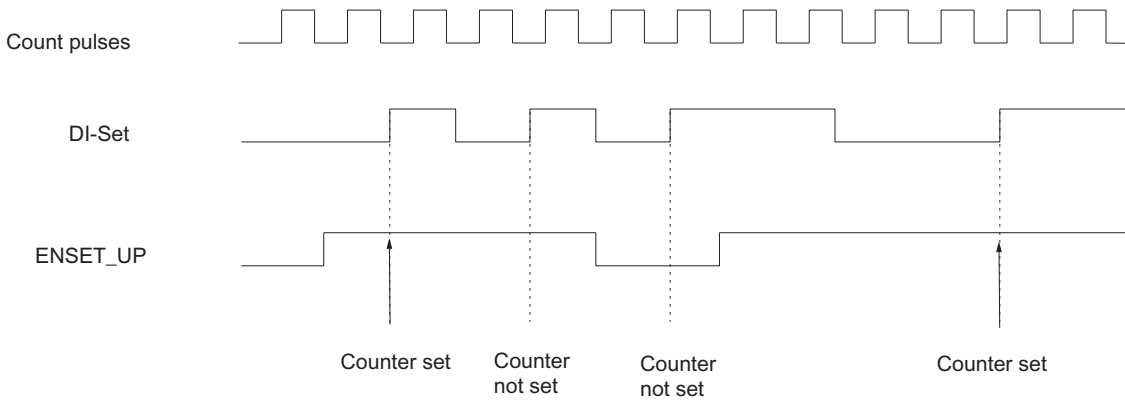 Count pulses
DI-Set
ENSET_UP
Counter set
Counter
not set
Counter
not set
Counter set